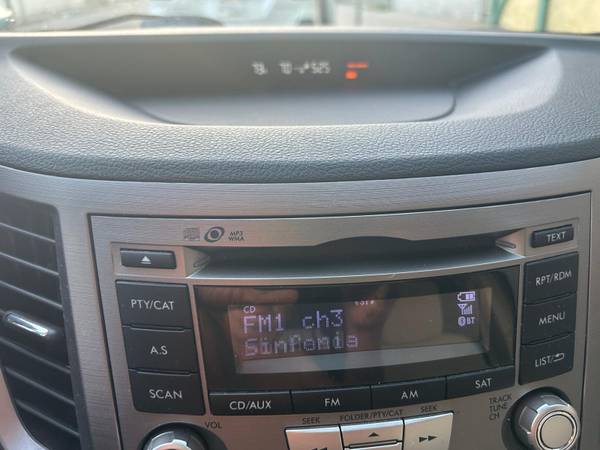 MP3
WMA
TEXT
PTY/CAT
A.S
SCAN
CD
FM1 ch3
Sinfonia
BT
RPT/RDM
MENU
LIST/
CD/AUX
FM
AM
SAT
VOL
SEEK
FOLDER/PTY/CAT
SEEK
TRACK
TUNE
CH